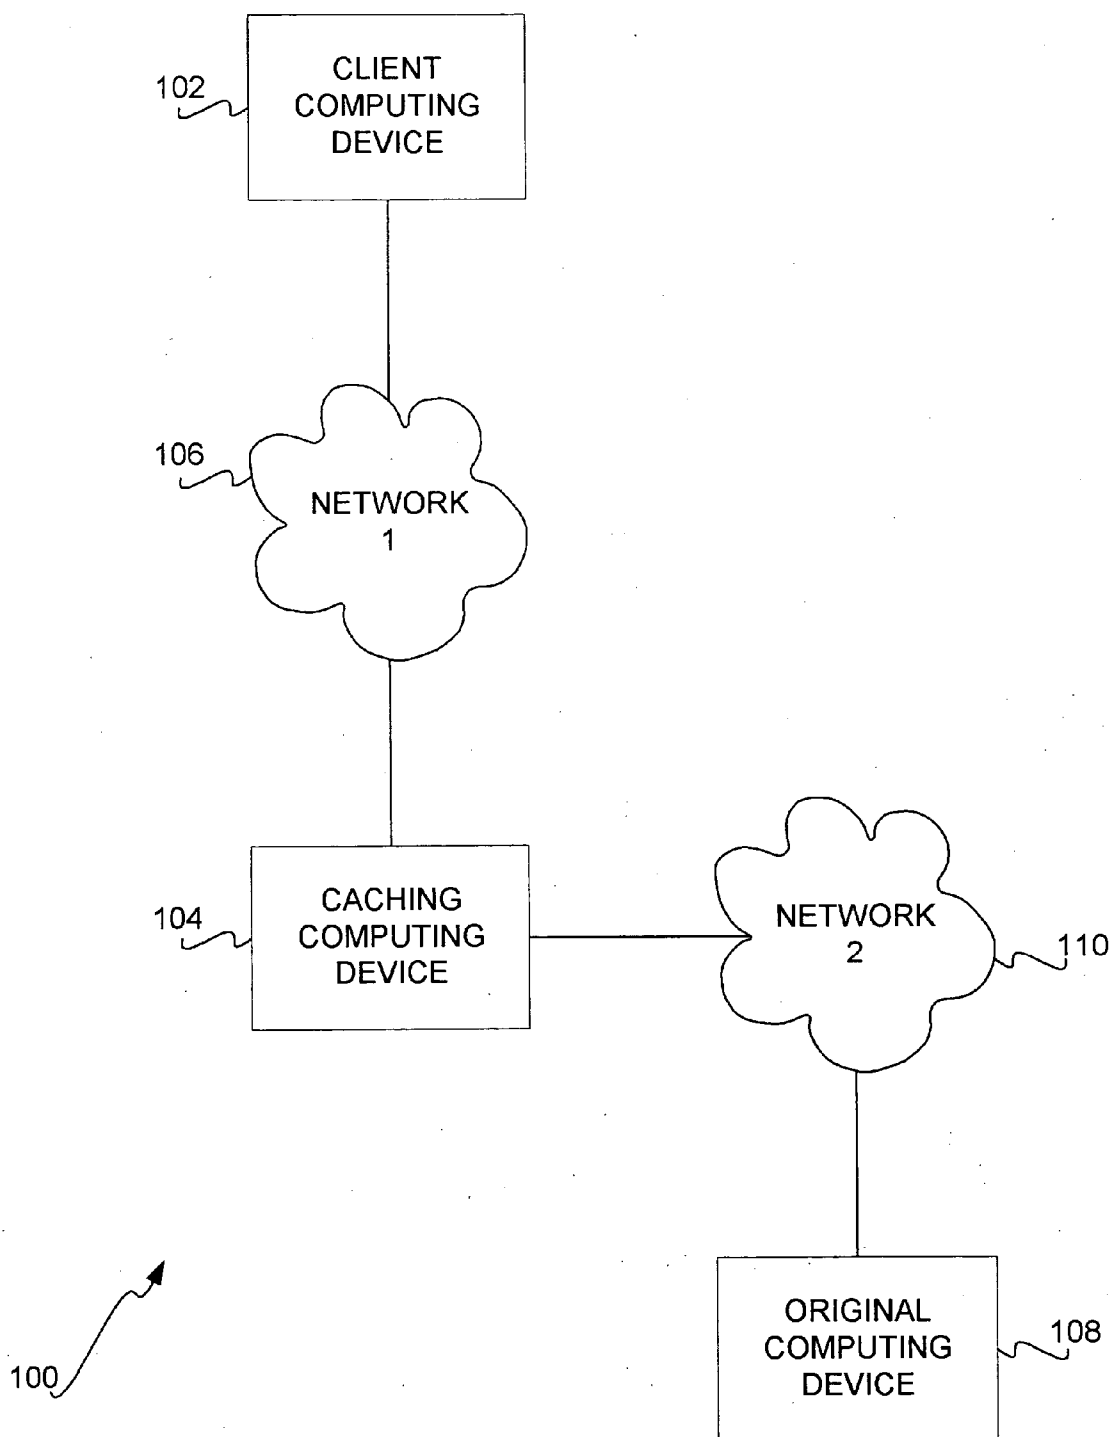 102
CLIENT
COMPUTING
DEVICE
106
NETWORK
1
104
CACHING
COMPUTING
DEVICE
NETWORK
2
110
ORIGINAL
COMPUTING
DEVICE
108
100